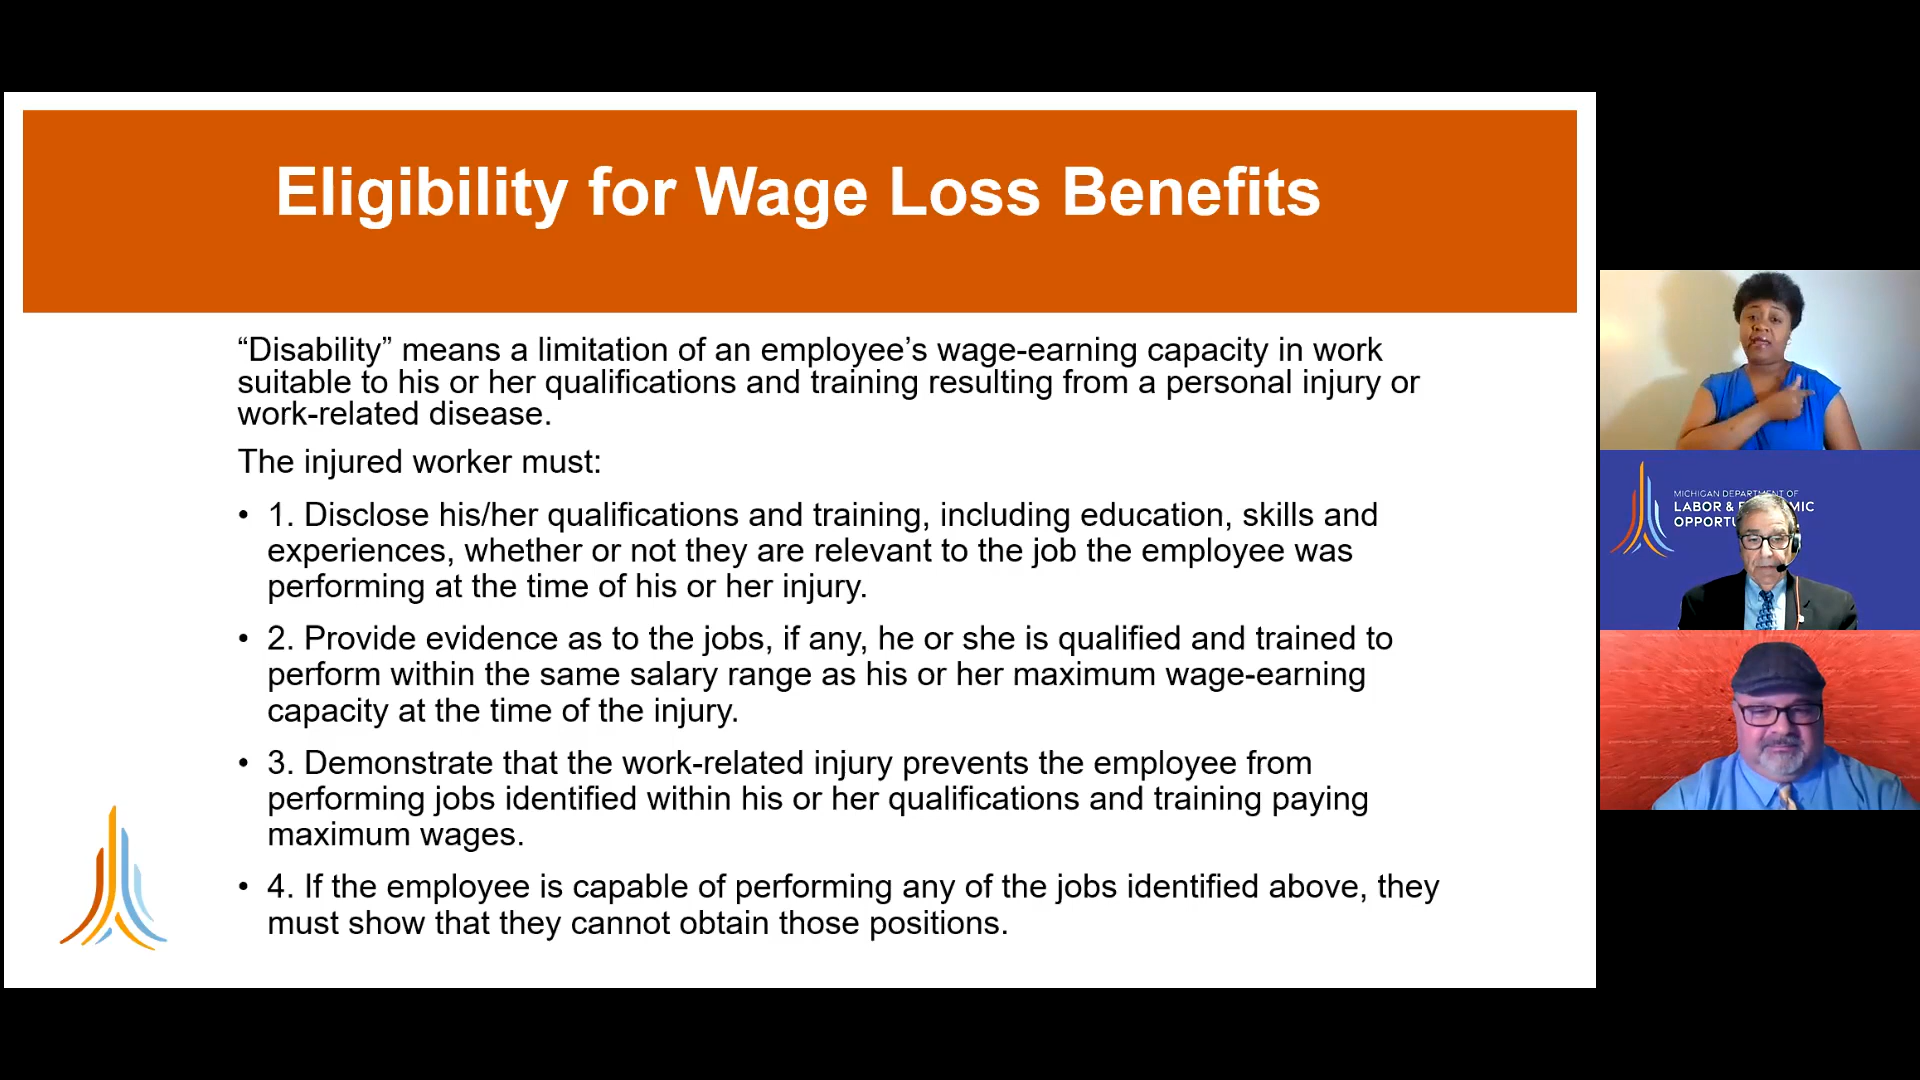 Eligibility for Wage Loss Benefits
“Disability” means a limitation of an employee’s wage-earning capacity in work
suitable to his or her qualifications and training resulting from a personal injury or
work-related disease.
The injured worker must:
• 1. Disclose his/her qualifications and training, including education, skills and
experiences, whether or not they are relevant to the job the employee was
performing at the time of his or her injury.
• 2. Provide evidence as to the jobs, if any, he or she is qualified and trained to
perform within the same salary range as his or her maximum wage-earning
capacity at the time of the injury.
• 3. Demonstrate that the work-related injury prevents the employee from
performing jobs identified within his or her qualifications and training paying
maximum wages.
• 4. If the employee is capable of performing any of the jobs identified above, they
must show that they cannot obtain those positions.
MICHIGAN DEPARTMENT OF
LABOR &